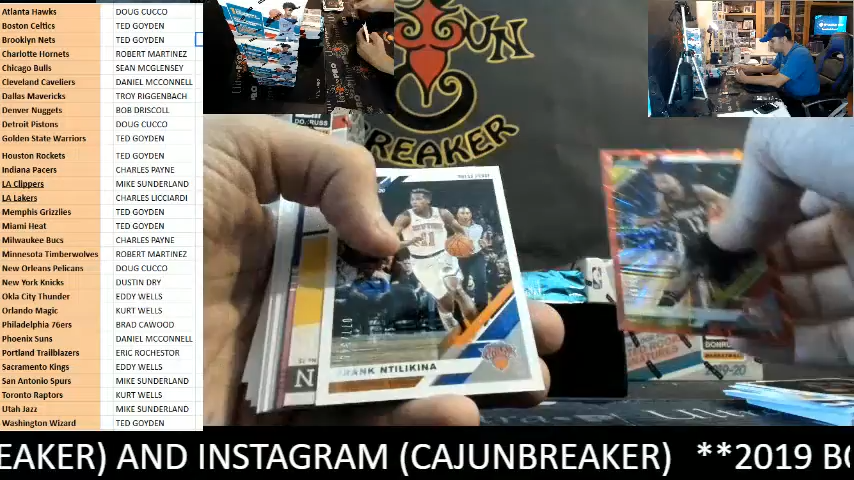 Atlanta Hawks DOUG CUCCO
Boston Celtics TED GOYDEN
Brooklyn Nets TED GOYDEN
Charlotte Hornets ROBERT MARTINEZ
Chicago Bulls SEAN MCGLENSEY
Cleveland Cavaliers DANIEL MCCONNELL
Dallas Mavericks TROY RIGGENBACH
Denver Nuggets BOB DRISCOLL
Detroit Pistons DOUG CUCCO
Golden State Warriors TED GOYDEN
Houston Rockets TED GOYDEN
Indiana Pacers CHARLES PAYNE
LA Clippers MIKE SUNDERLAND
LA Lakers CHARLES LICCIARDI
Memphis Grizzlies TED GOYDEN
Miami Heat TED GOYDEN
Milwaukee Bucs CHARLES PAYNE
Minnesota Timberwolves ROBERT MARTINEZ
New Orleans Pelicans DOUG CUCCO
New York Knicks DUSTIN DRY
Okla City Thunder EDDY WELLS
Orlando Magic KURT WELLS
Philadelphia 76ers BRAD CAWOOD
Phoenix Suns DANIEL MCCONNELL
Portland Trailblazers ERIC ROCHESTOR
Sacramento Kings EDDY WELLS
San Antonio Spurs MIKE SUNDERLAND
Toronto Raptors KURT WELLS
Utah Jazz MIKE SUNDERLAND
Washington Wizard TED GOYDEN
UN
BREAKER
NEW YORK
11
FRANK NTILIKINA
N
2019-20
EAKER) AND INSTAGRAM (CAJUNBREAKER) **2019 BO